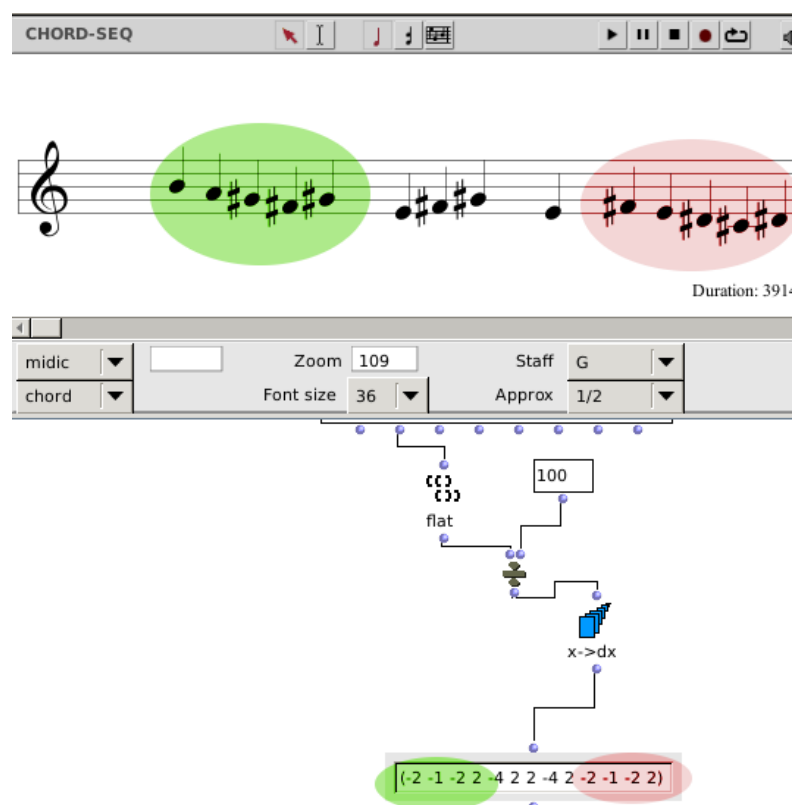 CHORD-SEQ
Duration: 3914
midic Zoom 109 Staff G
chord Font size 36 Approx 1/2
100
flat
x->dx
(-2 -1 -2 2 -4 2 2 -4 2 -2 -1 -2 2)